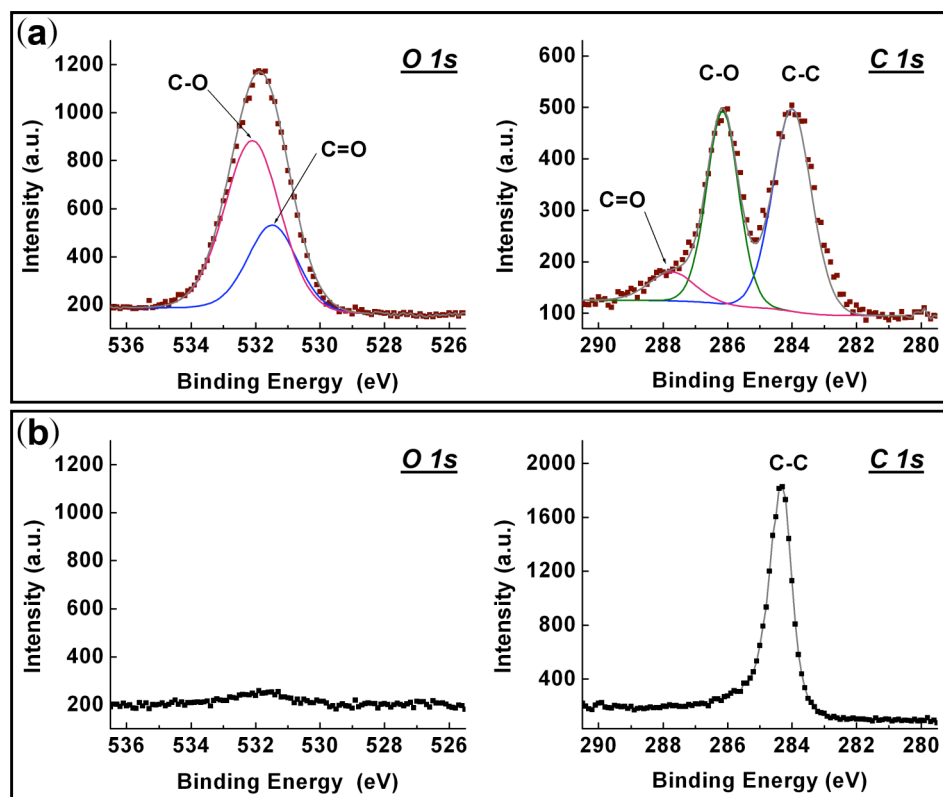 (a)
O 1s
C-O
C=O
Intensity (a.u.)
1200
1000
800
600
400
200
536 534 532 530 528 526
Binding Energy (eV)
C 1s
C-O C-C
C=O
Intensity (a.u.)
600
500
400
300
200
100
290 288 286 284 282 280
Binding Energy (eV)
(b)
O 1s
Intensity (a.u.)
1200
1000
800
600
400
200
536 534 532 530 528 526
Binding Energy (eV)
C 1s
C-C
Intensity (a.u.)
2000
1600
1200
800
400
290 288 286 284 282 280
Binding Energy (eV)